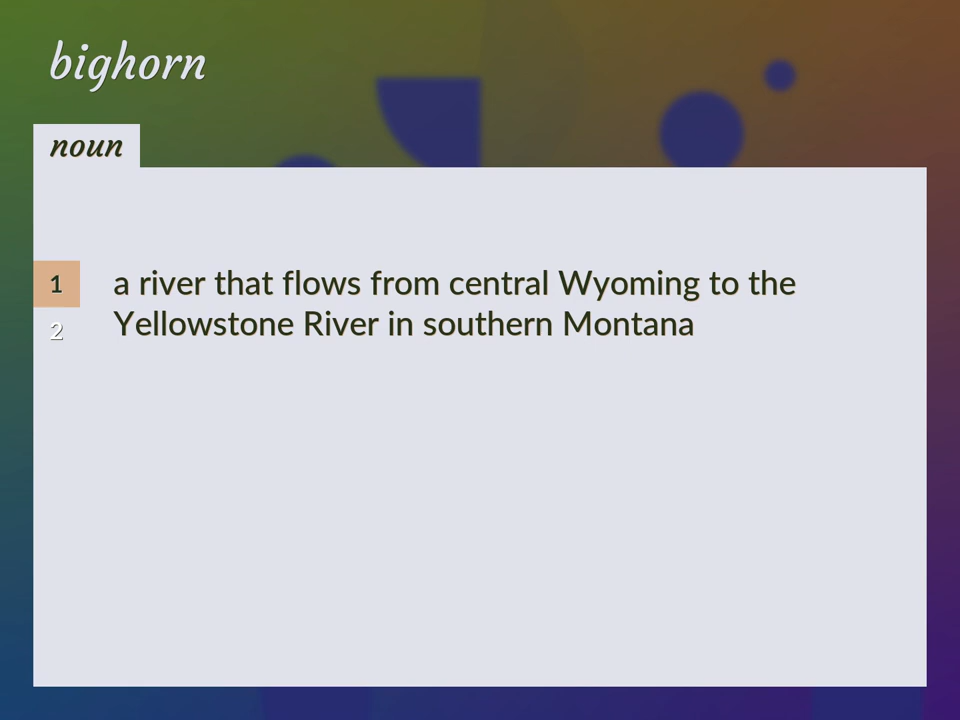 bighorn
noun
1 a river that flows from central Wyoming to the
2 Yellowstone River in southern Montana